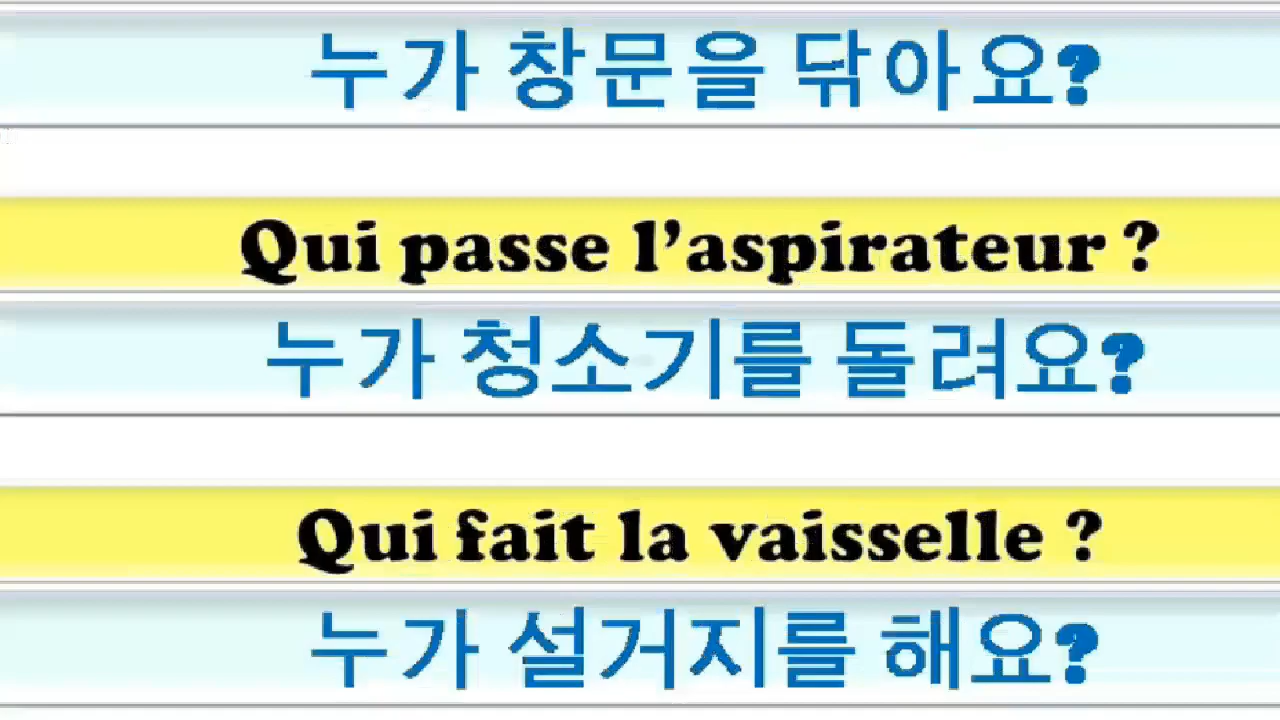 누가 창문을 닦아요?
Qui passe l’aspirateur ?
누가 청소기를 돌려요?
Qui fait la vaisselle ?
누가 설거지를 해요?